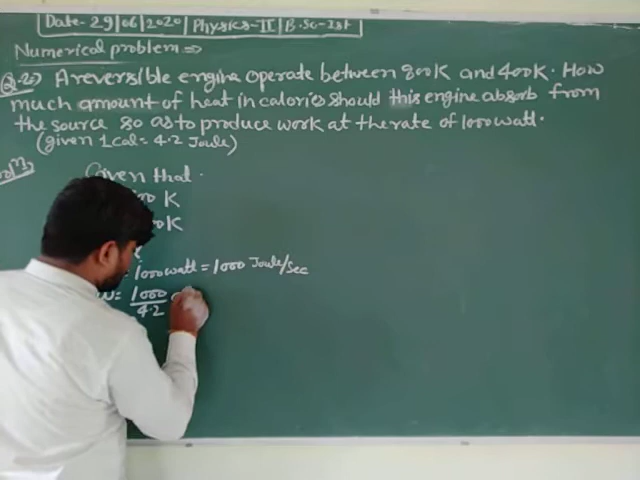 Date-29/06/2020 | Physics-II | B.Sc-Ist
Numerical problem ⇒
A reversible engine operate between 800K and 400K. How
much amount of heat in calories should this engine absorb from
the source so as to produce work at the rate of 1000 watt.
(given 1 cal = 4.2 Joule)
Given that.
K
K
1000 watt = 1000 Joule/Sec
= 1000
4.2